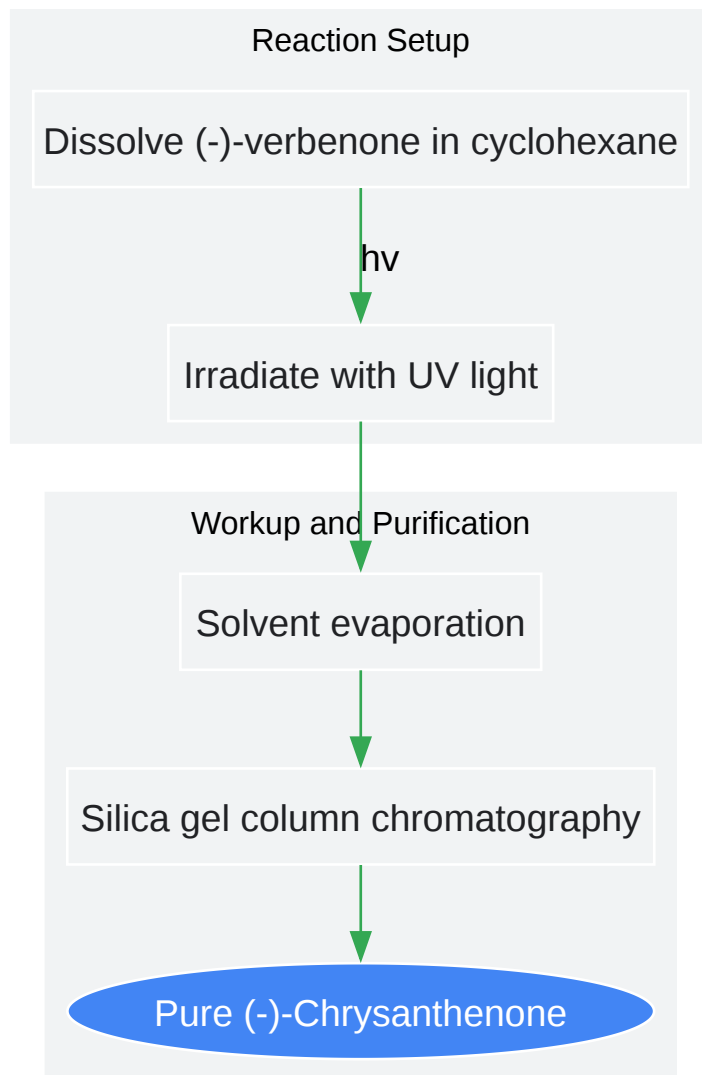 Reaction Setup
Dissolve (-)-verbenone in cyclohexane
hv
Irradiate with UV light
Workup and Purification
Solvent evaporation
Silica gel column chromatography
Pure (-)-Chrysanthenone